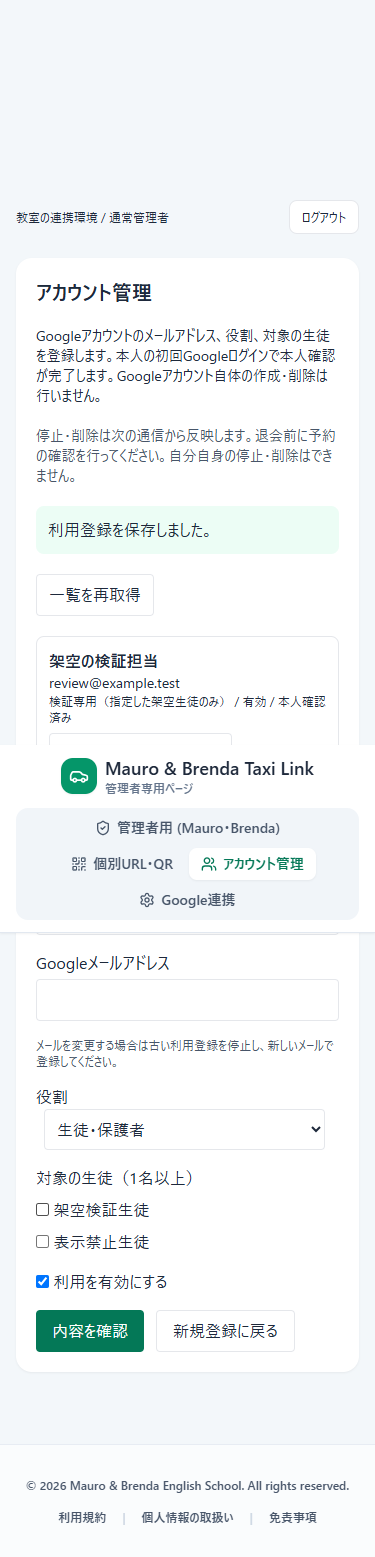 教室の連携環境 / 通常管理者
ログアウト
アカウント管理
Googleアカウントのメールアドレス、役割、対象の生徒
を登録します。本人の初回Googleログインで本人確認
が完了します。Googleアカウント自体の作成・削除は
行いません。
停止・削除は次の通信から反映します。退会前に予約
の確認を行ってください。自分自身の停止・削除はでき
ません。
利用登録を保存しました。
一覧を再取得
架空の検証担当
review@example.test
検証専用（指定した架空生徒のみ） / 有効 / 本人確認
済み
Mauro & Brenda Taxi Link
管理者専用ページ
管理者用 (Mauro・Brenda)
個別URL・QR
アカウント管理
Google連携
Googleメールアドレス
メールを変更する場合は古い利用登録を停止し、新しいメールで
登録してください。
役割
生徒・保護者
対象の生徒（1名以上）
架空検証生徒
表示禁止生徒
利用を有効にする
内容を確認
新規登録に戻る
© 2026 Mauro & Brenda English School. All rights reserved.
利用規約 | 個人情報の取扱い | 免責事項